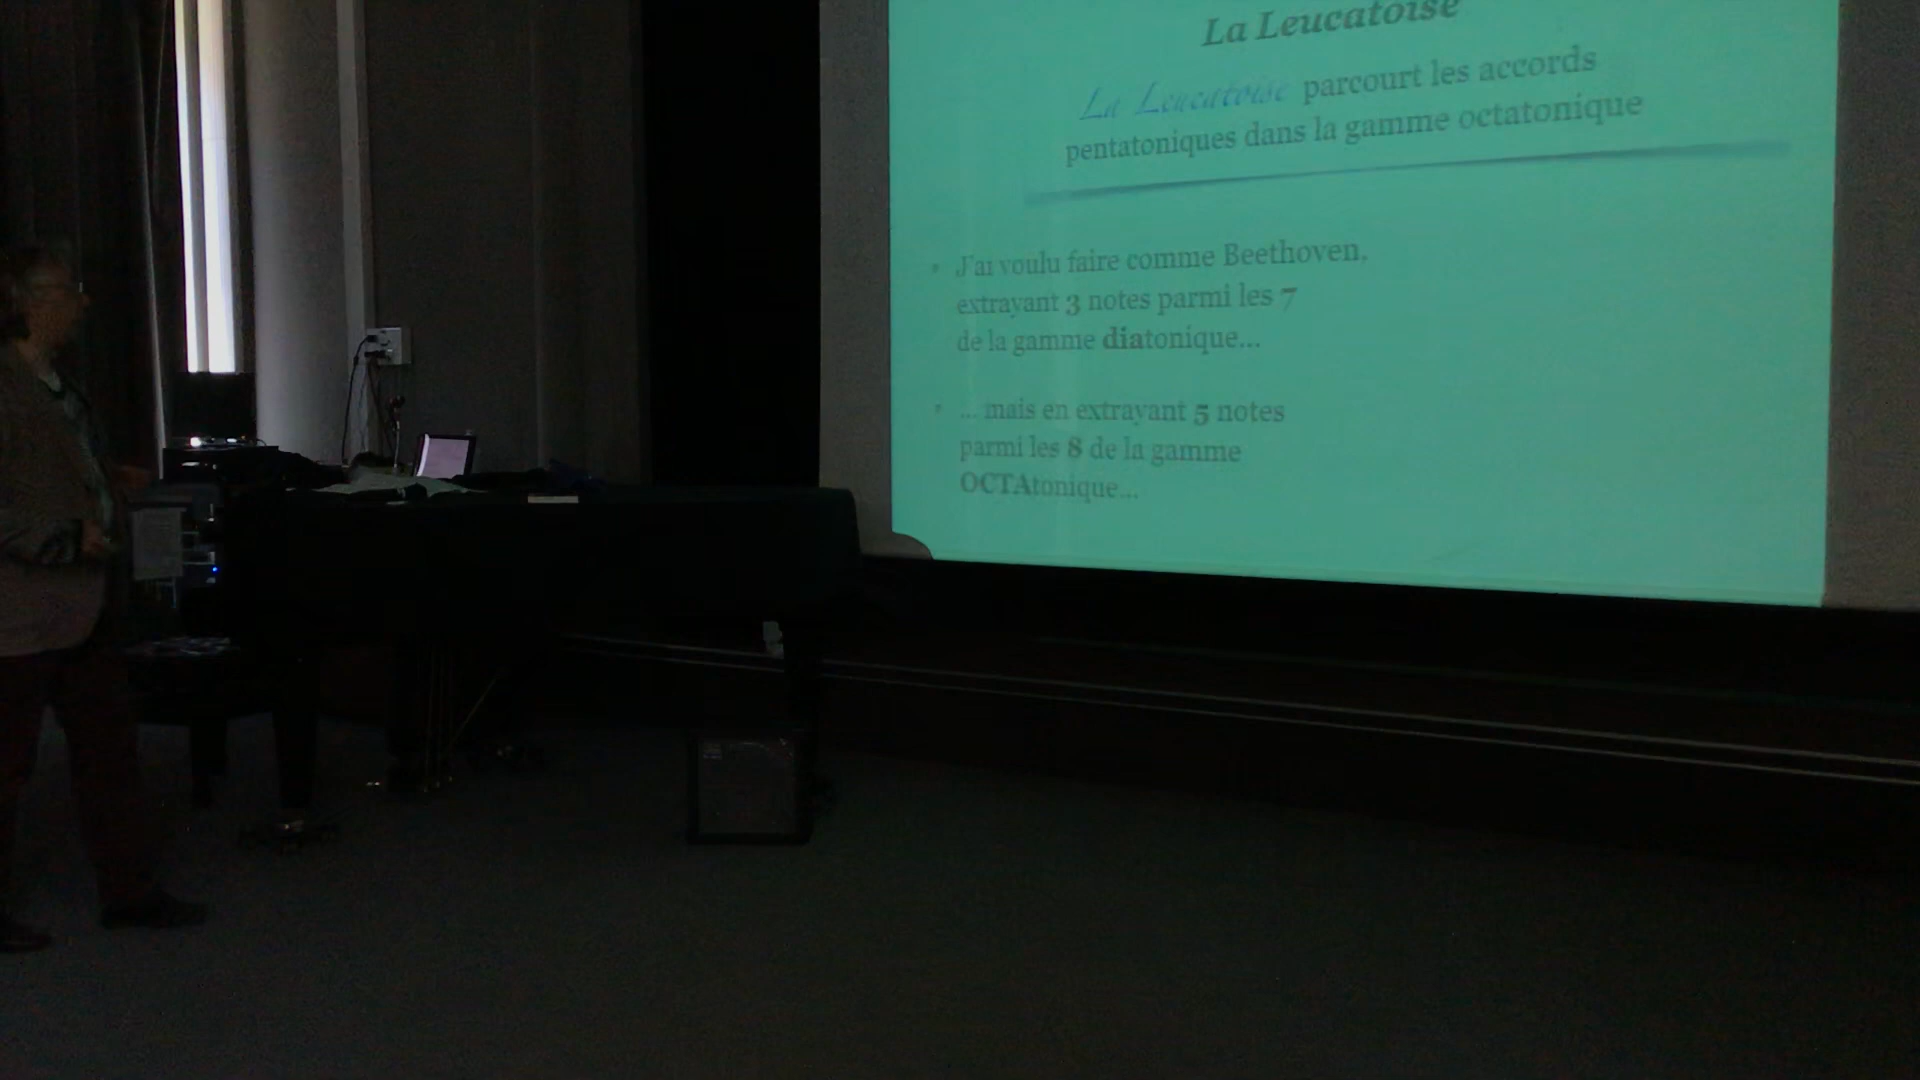 La Leucatoise
La Leucatoise parcourt les accords
pentatoniques dans la gamme octatonique
• J'ai voulu faire comme Beethoven,
extrayant 3 notes parmi les 7
de la gamme diatonique...
• ... mais en extrayant 5 notes
parmi les 8 de la gamme
OCTAtonique...